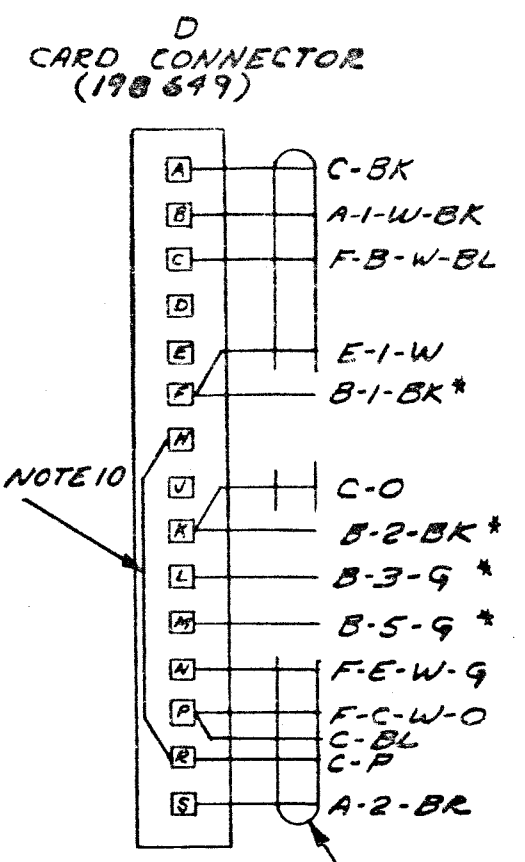 D
CARD CONNECTOR
(198649)
A C-BK
B A-1-W-BK
C F-B-W-BL
D
E E-1-W
F B-1-BK*
H
NOTE 10
J C-O
K B-2-BK*
L B-3-G *
M B-5-G *
N F-E-W-G
P F-C-W-O
C-BL
R C-P
S A-2-BR